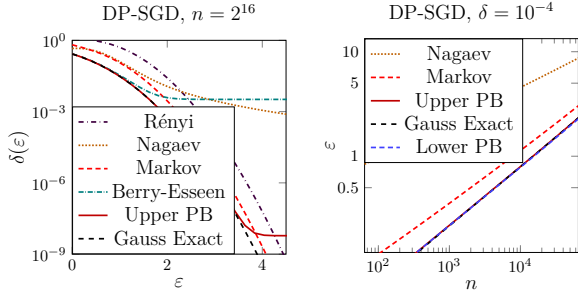 DP-SGD, n = 2^16
δ(ε)
10^0
10^−3
10^−6
10^−9
Rényi
Nagaev
Markov
Berry-Esseen
Upper PB
Gauss Exact
0 2 4
ε
DP-SGD, δ = 10^−4
ε
10
1
0.5
Nagaev
Markov
Upper PB
Gauss Exact
Lower PB
10^2 10^3 10^4
n